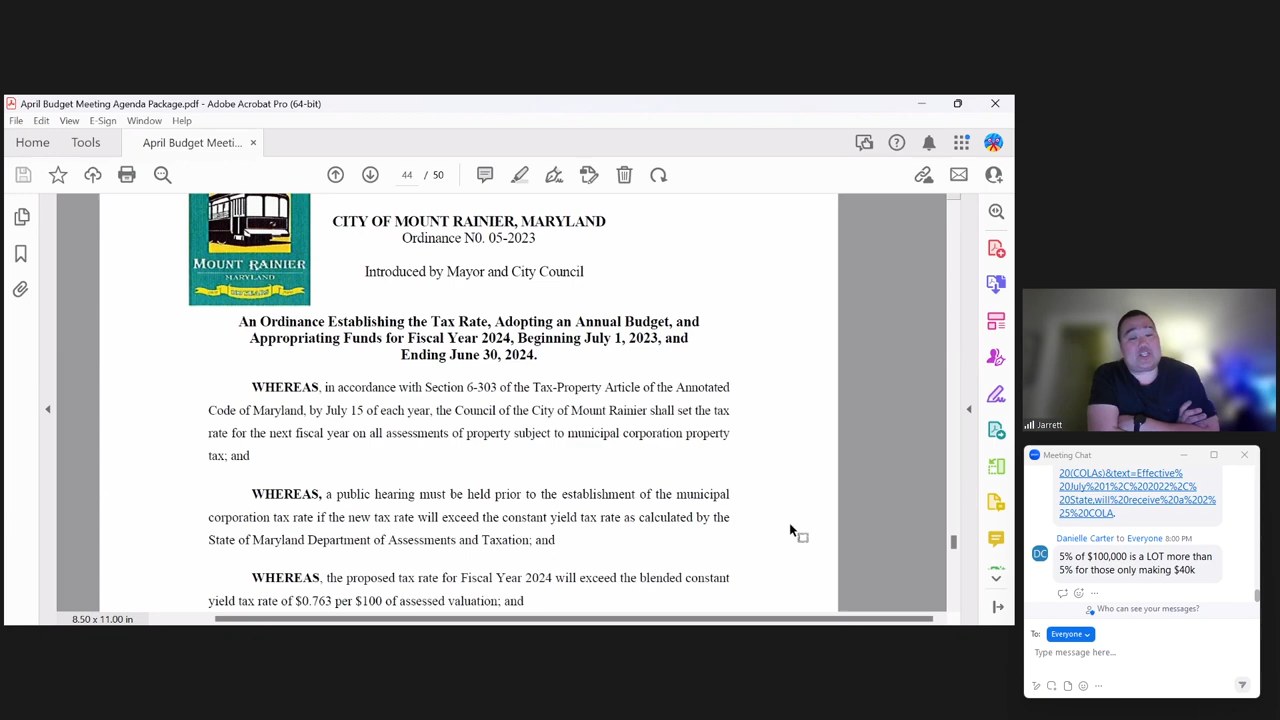 April Budget Meeting Agenda Package.pdf - Adobe Acrobat Pro (64-bit)
File Edit View E-Sign Window Help
Home Tools April Budget Meeti... ×
44 / 50
MOUNT RAINIER
MARYLAND
CITY OF MOUNT RAINIER, MARYLAND
Ordinance N0. 05-2023
Introduced by Mayor and City Council
An Ordinance Establishing the Tax Rate, Adopting an Annual Budget, and
Appropriating Funds for Fiscal Year 2024, Beginning July 1, 2023, and
Ending June 30, 2024.
WHEREAS, in accordance with Section 6-303 of the Tax-Property Article of the Annotated
Code of Maryland, by July 15 of each year, the Council of the City of Mount Rainier shall set the tax
rate for the next fiscal year on all assessments of property subject to municipal corporation property
tax; and
WHEREAS, a public hearing must be held prior to the establishment of the municipal
corporation tax rate if the new tax rate will exceed the constant yield tax rate as calculated by the
State of Maryland Department of Assessments and Taxation; and
WHEREAS, the proposed tax rate for Fiscal Year 2024 will exceed the blended constant
yield tax rate of $0.763 per $100 of assessed valuation; and
8.50 x 11.00 in
Jarrett
Meeting Chat
20(COLAs)&text=Effective%
20July%201%2C%202022%2C%
20State,will%20receive%20a%202%
25%20COLA.
Danielle Carter to Everyone 8:00 PM
DC
5% of $100,000 is a LOT more than
5% for those only making $40k
Who can see your messages?
To: Everyone
Type message here...